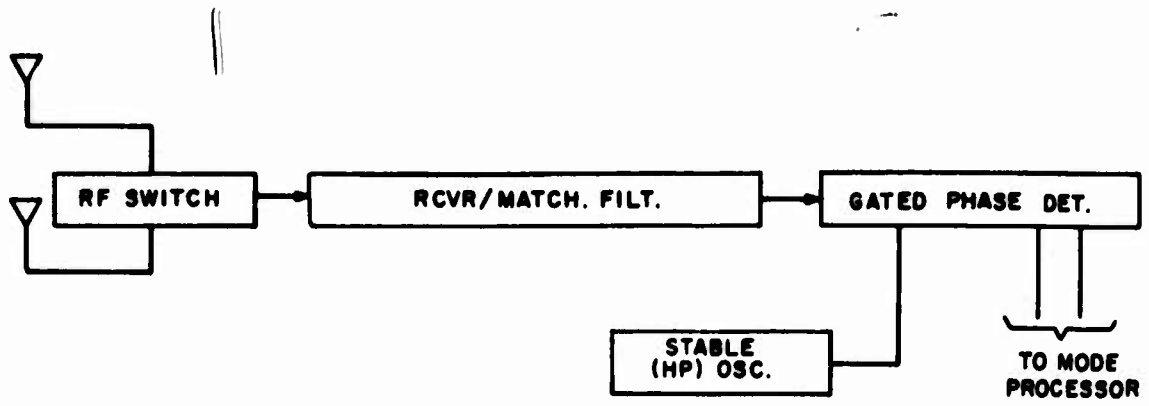 RF SWITCH
RCVR/MATCH. FILT.
GATED PHASE DET.
STABLE
(HP) OSC.
TO MODE
PROCESSOR